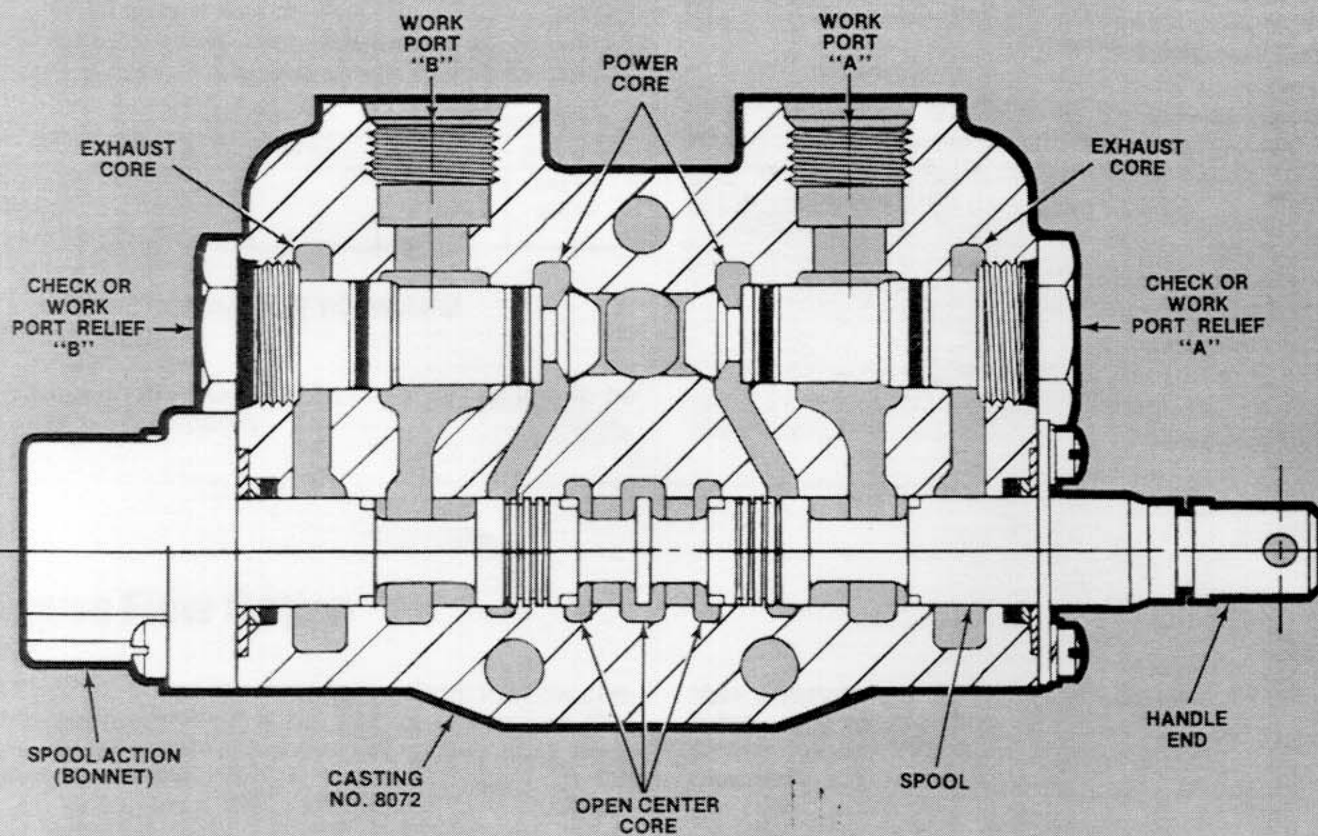 WORK
PORT
"B"
WORK
PORT
"A"
POWER
CORE
EXHAUST
CORE
EXHAUST
CORE
CHECK OR
WORK
PORT RELIEF
"B"
CHECK OR
WORK
PORT RELIEF
"A"
SPOOL ACTION
(BONNET)
CASTING
NO. 8072
OPEN CENTER
CORE
SPOOL
HANDLE
END